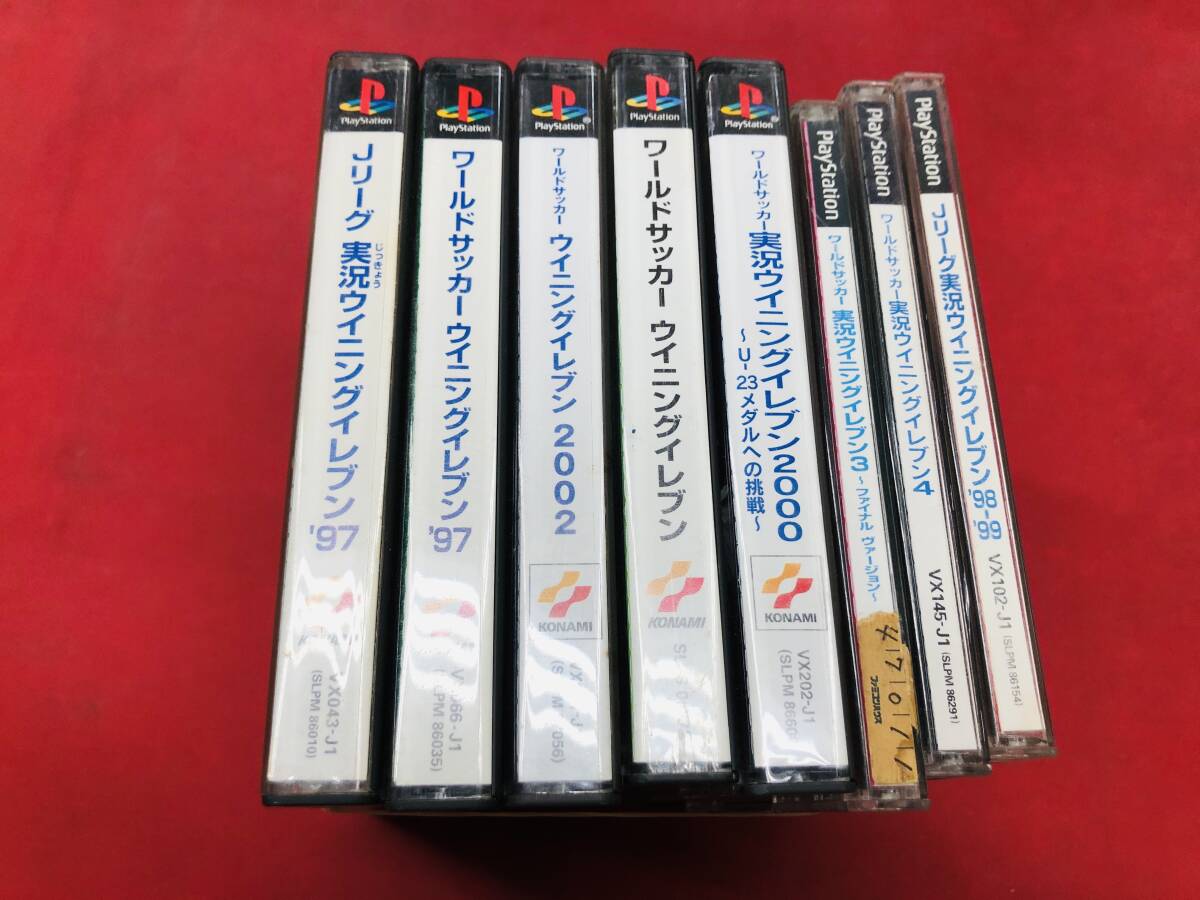 PlayStation
Jリーグ 実況ウイニングイレブン '97
じっきょう
VX043-J1
(SLPM 86010)
PlayStation
ワールドサッカー ウイニングイレブン '97
-J1
(SLPM 86035)
PlayStation
ワールドサッカー ウイニングイレブン 2002
KONAMI
PlayStation
ワールドサッカー ウイニングイレブン
KONAMI
PlayStation
ワールドサッカー 実況ウイニングイレブン2000
~U-23メダルへの挑戦~
KONAMI
VX202-J1
PlayStation
ワールドサッカー 実況ウイニングイレブン3 ~ファイナル ヴァージョン~
ファミコンハウス
PlayStation
ワールドサッカー実況ウイニングイレブン4
VX145-J1 (SLPM 86291)
PlayStation
Jリーグ実況ウイニングイレブン '98-'99
VX102-J1 (SLPM 86154)